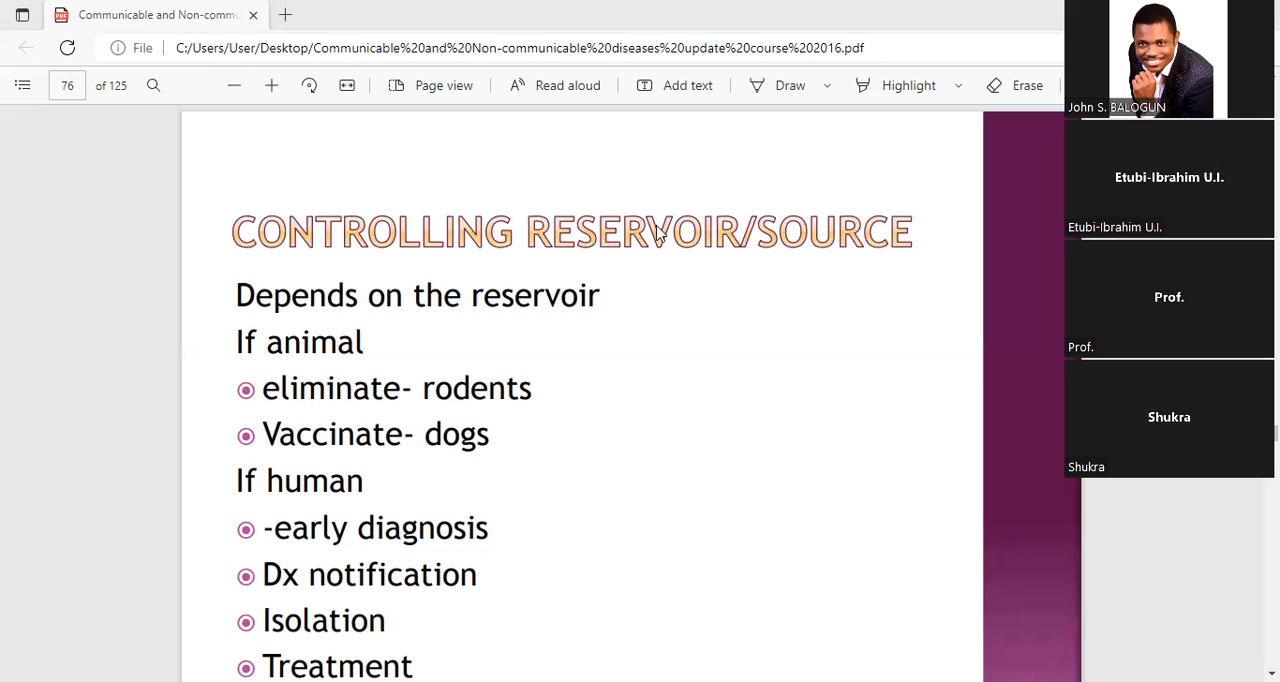 Communicable and Non-commu
File
C:/Users/User/Desktop/Communicable%20and%20Non-communicable%20diseases%20update%20course%202016.pdf
76 of 125
Page view
Read aloud
Add text
Draw
Highlight
Erase
CONTROLLING RESERVOIR/SOURCE
Depends on the reservoir
If animal
eliminate- rodents
Vaccinate- dogs
If human
-early diagnosis
Dx notification
Isolation
Treatment
John S. BALOGUN
Etubi-Ibrahim U.I.
Etubi-Ibrahim U.I.
Prof.
Prof.
Shukra
Shukra